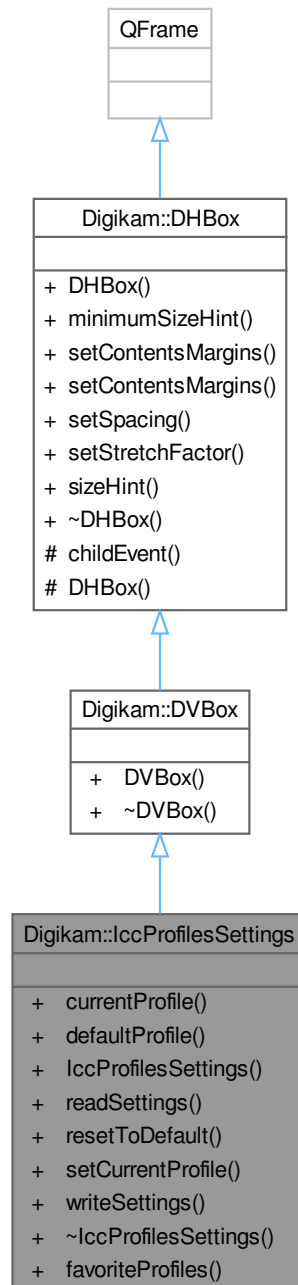 QFrame
Digikam::DHBox
+ DHBox()
+ minimumSizeHint()
+ setContentsMargins()
+ setContentsMargins()
+ setSpacing()
+ setStretchFactor()
+ sizeHint()
+ ~DHBox()
# childEvent()
# DHBox()
Digikam::DVBox
+ DVBox()
+ ~DVBox()
Digikam::IccProfilesSettings
+ currentProfile()
+ defaultProfile()
+ IccProfilesSettings()
+ readSettings()
+ resetToDefault()
+ setCurrentProfile()
+ writeSettings()
+ ~IccProfilesSettings()
+ favoriteProfiles()